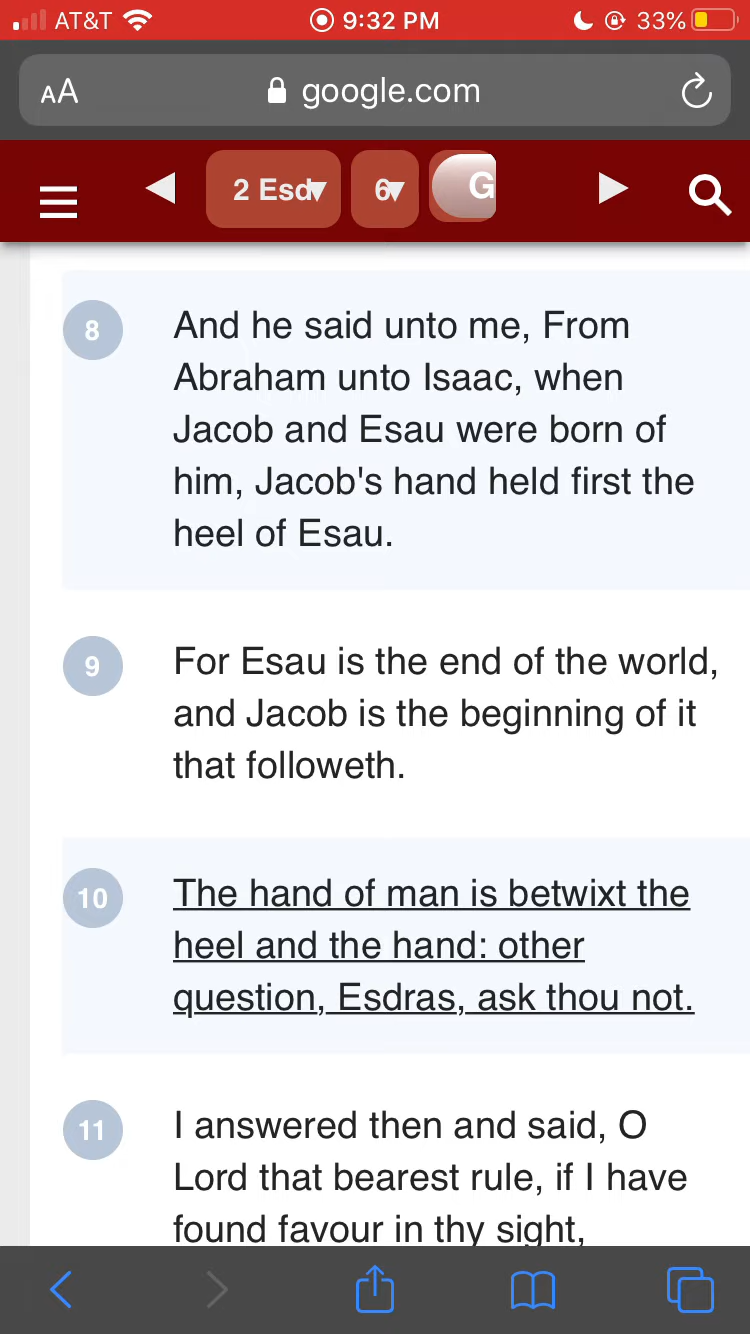 AT&T 9:32 PM 33%
AA google.com
2 Esd 6 G
8 And he said unto me, From
Abraham unto Isaac, when
Jacob and Esau were born of
him, Jacob's hand held first the
heel of Esau.
9 For Esau is the end of the world,
and Jacob is the beginning of it
that followeth.
10 The hand of man is betwixt the
heel and the hand: other
question, Esdras, ask thou not.
11 I answered then and said, O
Lord that bearest rule, if I have
found favour in thy sight,